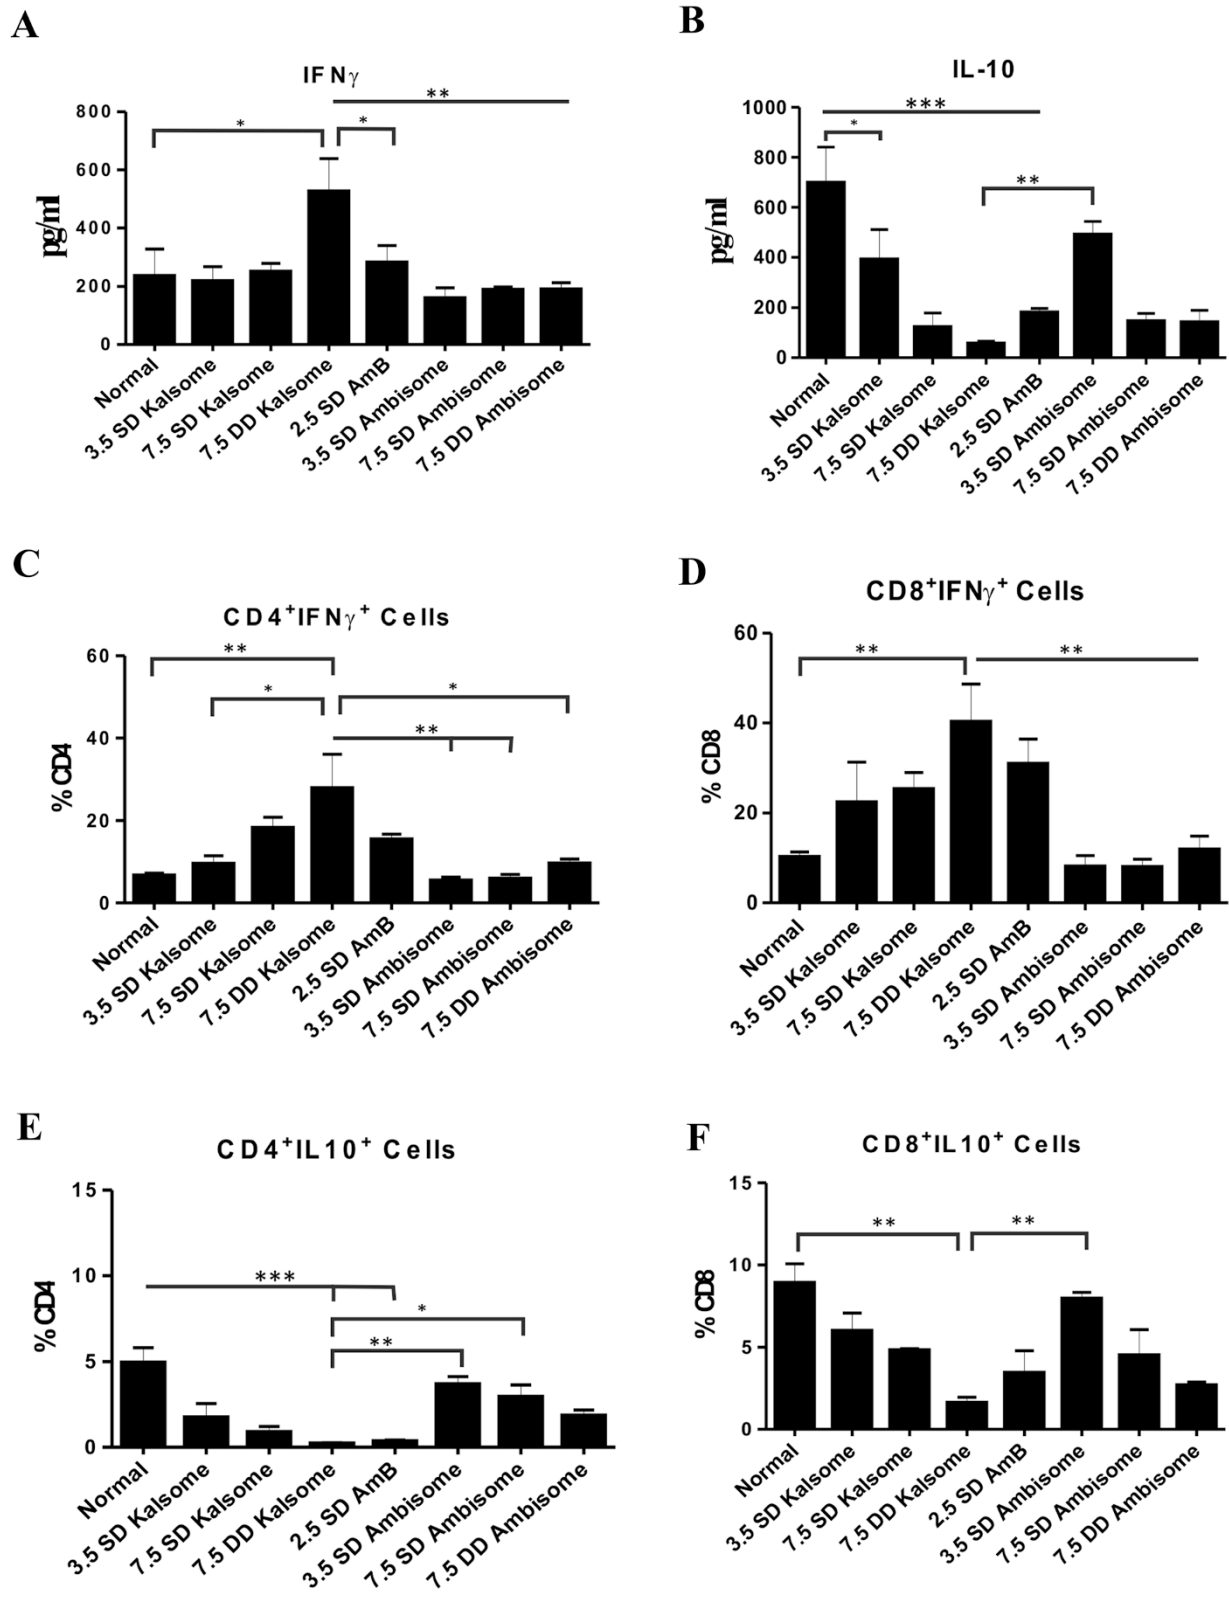 A
IFNγ
**
*
*
800
600
400
200
0
pg/ml
Normal
3.5 SD Kalsome
7.5 SD Kalsome
7.5 DD Kalsome
2.5 SD AmB
3.5 SD Ambisome
7.5 SD Ambisome
7.5 DD Ambisome
B
IL-10
***
*
**
1000
800
600
400
200
0
pg/ml
Normal
3.5 SD Kalsome
7.5 SD Kalsome
7.5 DD Kalsome
2.5 SD AmB
3.5 SD Ambisome
7.5 SD Ambisome
7.5 DD Ambisome
C
CD4⁺IFNγ⁺ Cells
**
*
*
**
60
40
20
0
% CD4
Normal
3.5 SD Kalsome
7.5 SD Kalsome
7.5 DD Kalsome
2.5 SD AmB
3.5 SD Ambisome
7.5 SD Ambisome
7.5 DD Ambisome
D
CD8⁺IFNγ⁺ Cells
**
**
60
40
20
0
% CD8
Normal
3.5 SD Kalsome
7.5 SD Kalsome
7.5 DD Kalsome
2.5 SD AmB
3.5 SD Ambisome
7.5 SD Ambisome
7.5 DD Ambisome
E
CD4⁺IL10⁺ Cells
***
*
**
15
10
5
0
% CD4
Normal
3.5 SD Kalsome
7.5 SD Kalsome
7.5 DD Kalsome
2.5 SD AmB
3.5 SD Ambisome
7.5 SD Ambisome
7.5 DD Ambisome
F
CD8⁺IL10⁺ Cells
**
**
15
10
5
0
% CD8
Normal
3.5 SD Kalsome
7.5 SD Kalsome
7.5 DD Kalsome
2.5 SD AmB
3.5 SD Ambisome
7.5 SD Ambisome
7.5 DD Ambisome